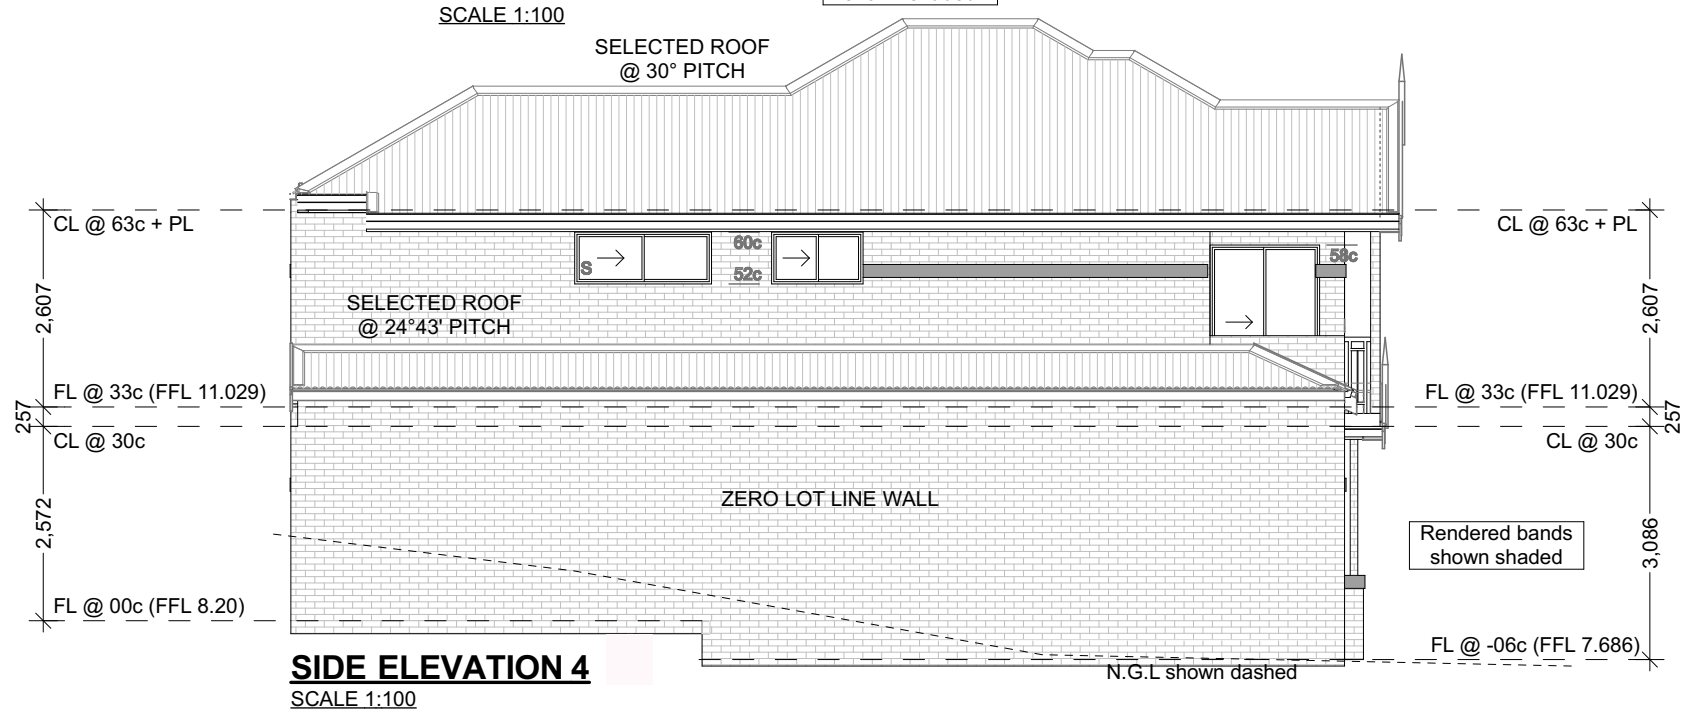 SCALE 1:100
SELECTED ROOF
@ 30° PITCH
CL @ 63c + PL
CL @ 63c + PL
60c
58c
S
52c
2,607
SELECTED ROOF
@ 24°43' PITCH
2,607
FL @ 33c (FFL 11.029)
FL @ 33c (FFL 11.029)
257
257
CL @ 30c
CL @ 30c
ZERO LOT LINE WALL
2,572
3,086
Rendered bands
shown shaded
FL @ 00c (FFL 8.20)
FL @ -06c (FFL 7.686)
SIDE ELEVATION 4
N.G.L shown dashed
SCALE 1:100